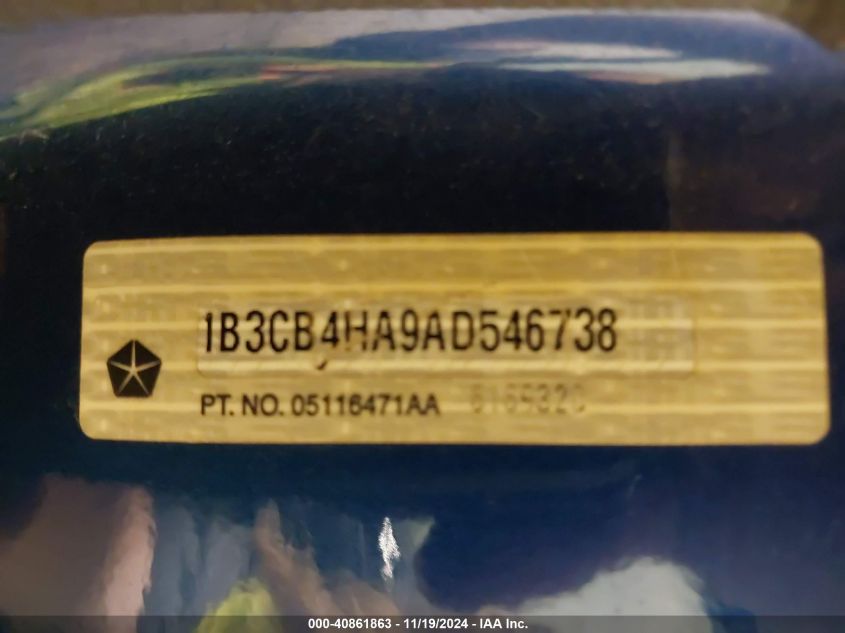 1B3CB4HA9AD546738
PT. NO. 05116471AA
000-40861863 - 11/19/2024 - IAA Inc.